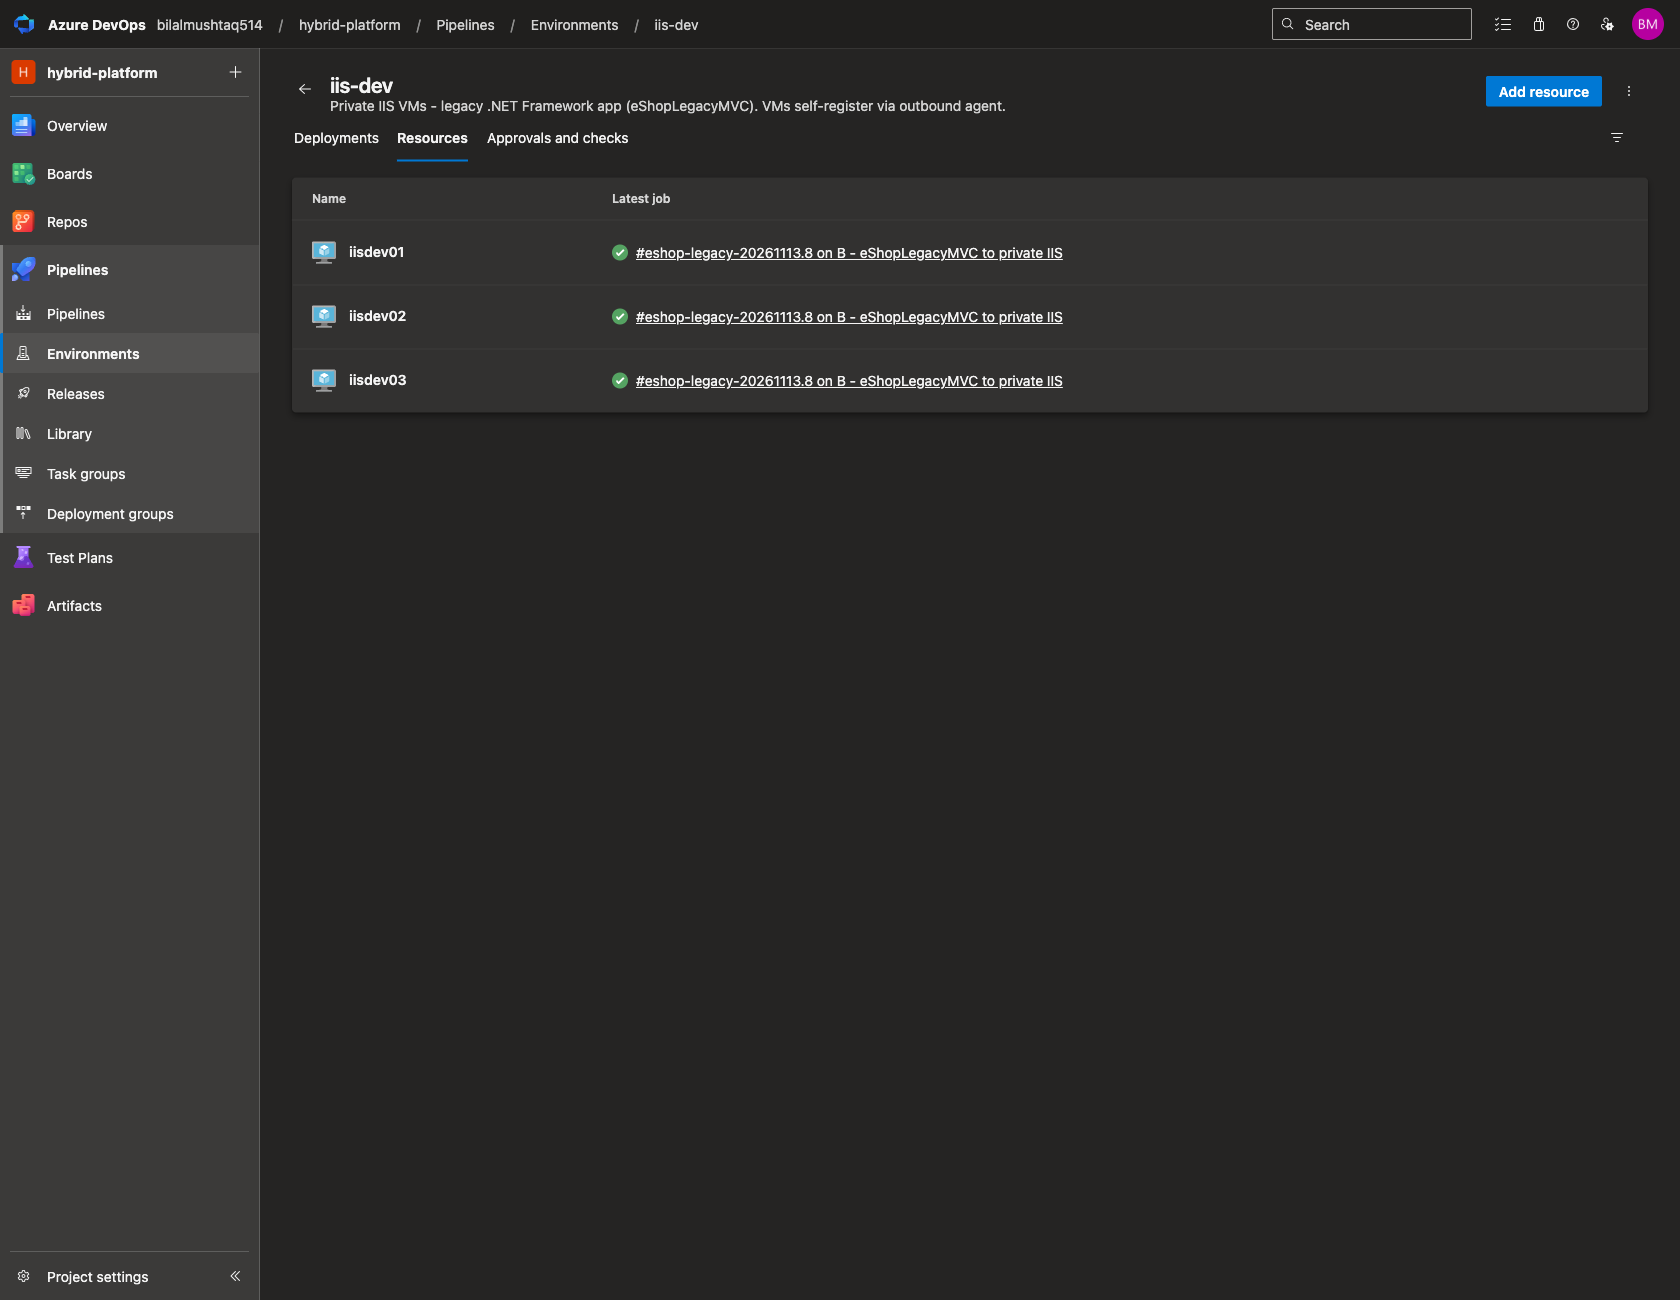 Azure DevOps bilalmushtaq514 / hybrid-platform / Pipelines / Environments / iis-dev
Search
BM
H hybrid-platform
Overview
Boards
Repos
Pipelines
Pipelines
Environments
Releases
Library
Task groups
Deployment groups
Test Plans
Artifacts
Project settings
iis-dev
Private IIS VMs - legacy .NET Framework app (eShopLegacyMVC). VMs self-register via outbound agent.
Add resource
Deployments Resources Approvals and checks
Name Latest job
iisdev01 #eshop-legacy-20261113.8 on B - eShopLegacyMVC to private IIS
iisdev02 #eshop-legacy-20261113.8 on B - eShopLegacyMVC to private IIS
iisdev03 #eshop-legacy-20261113.8 on B - eShopLegacyMVC to private IIS